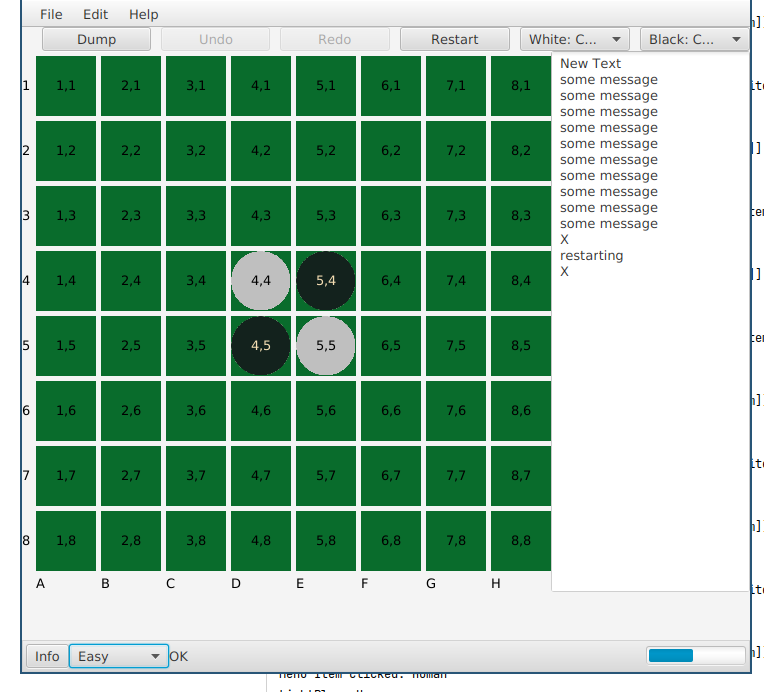 File Edit Help
Dump Undo Redo Restart White: C... Black: C...
New Text
some message
some message
some message
some message
some message
some message
some message
some message
some message
some message
X
restarting
X
1 1,1 2,1 3,1 4,1 5,1 6,1 7,1 8,1
2 1,2 2,2 3,2 4,2 5,2 6,2 7,2 8,2
3 1,3 2,3 3,3 4,3 5,3 6,3 7,3 8,3
4 1,4 2,4 3,4 4,4 5,4 6,4 7,4 8,4
5 1,5 2,5 3,5 4,5 5,5 6,5 7,5 8,5
6 1,6 2,6 3,6 4,6 5,6 6,6 7,6 8,6
7 1,7 2,7 3,7 4,7 5,7 6,7 7,7 8,7
8 1,8 2,8 3,8 4,8 5,8 6,8 7,8 8,8
A B C D E F G H
Info Easy OK